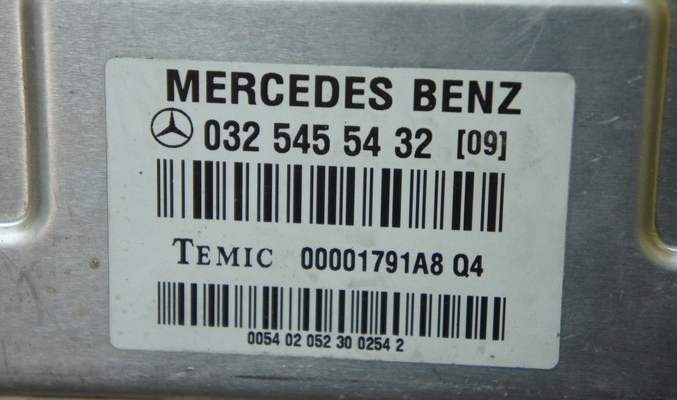 MERCEDES BENZ
032 545 54 32 [09]
TEMIC 00001791A8 Q4
0054 02 052 30 0254 2